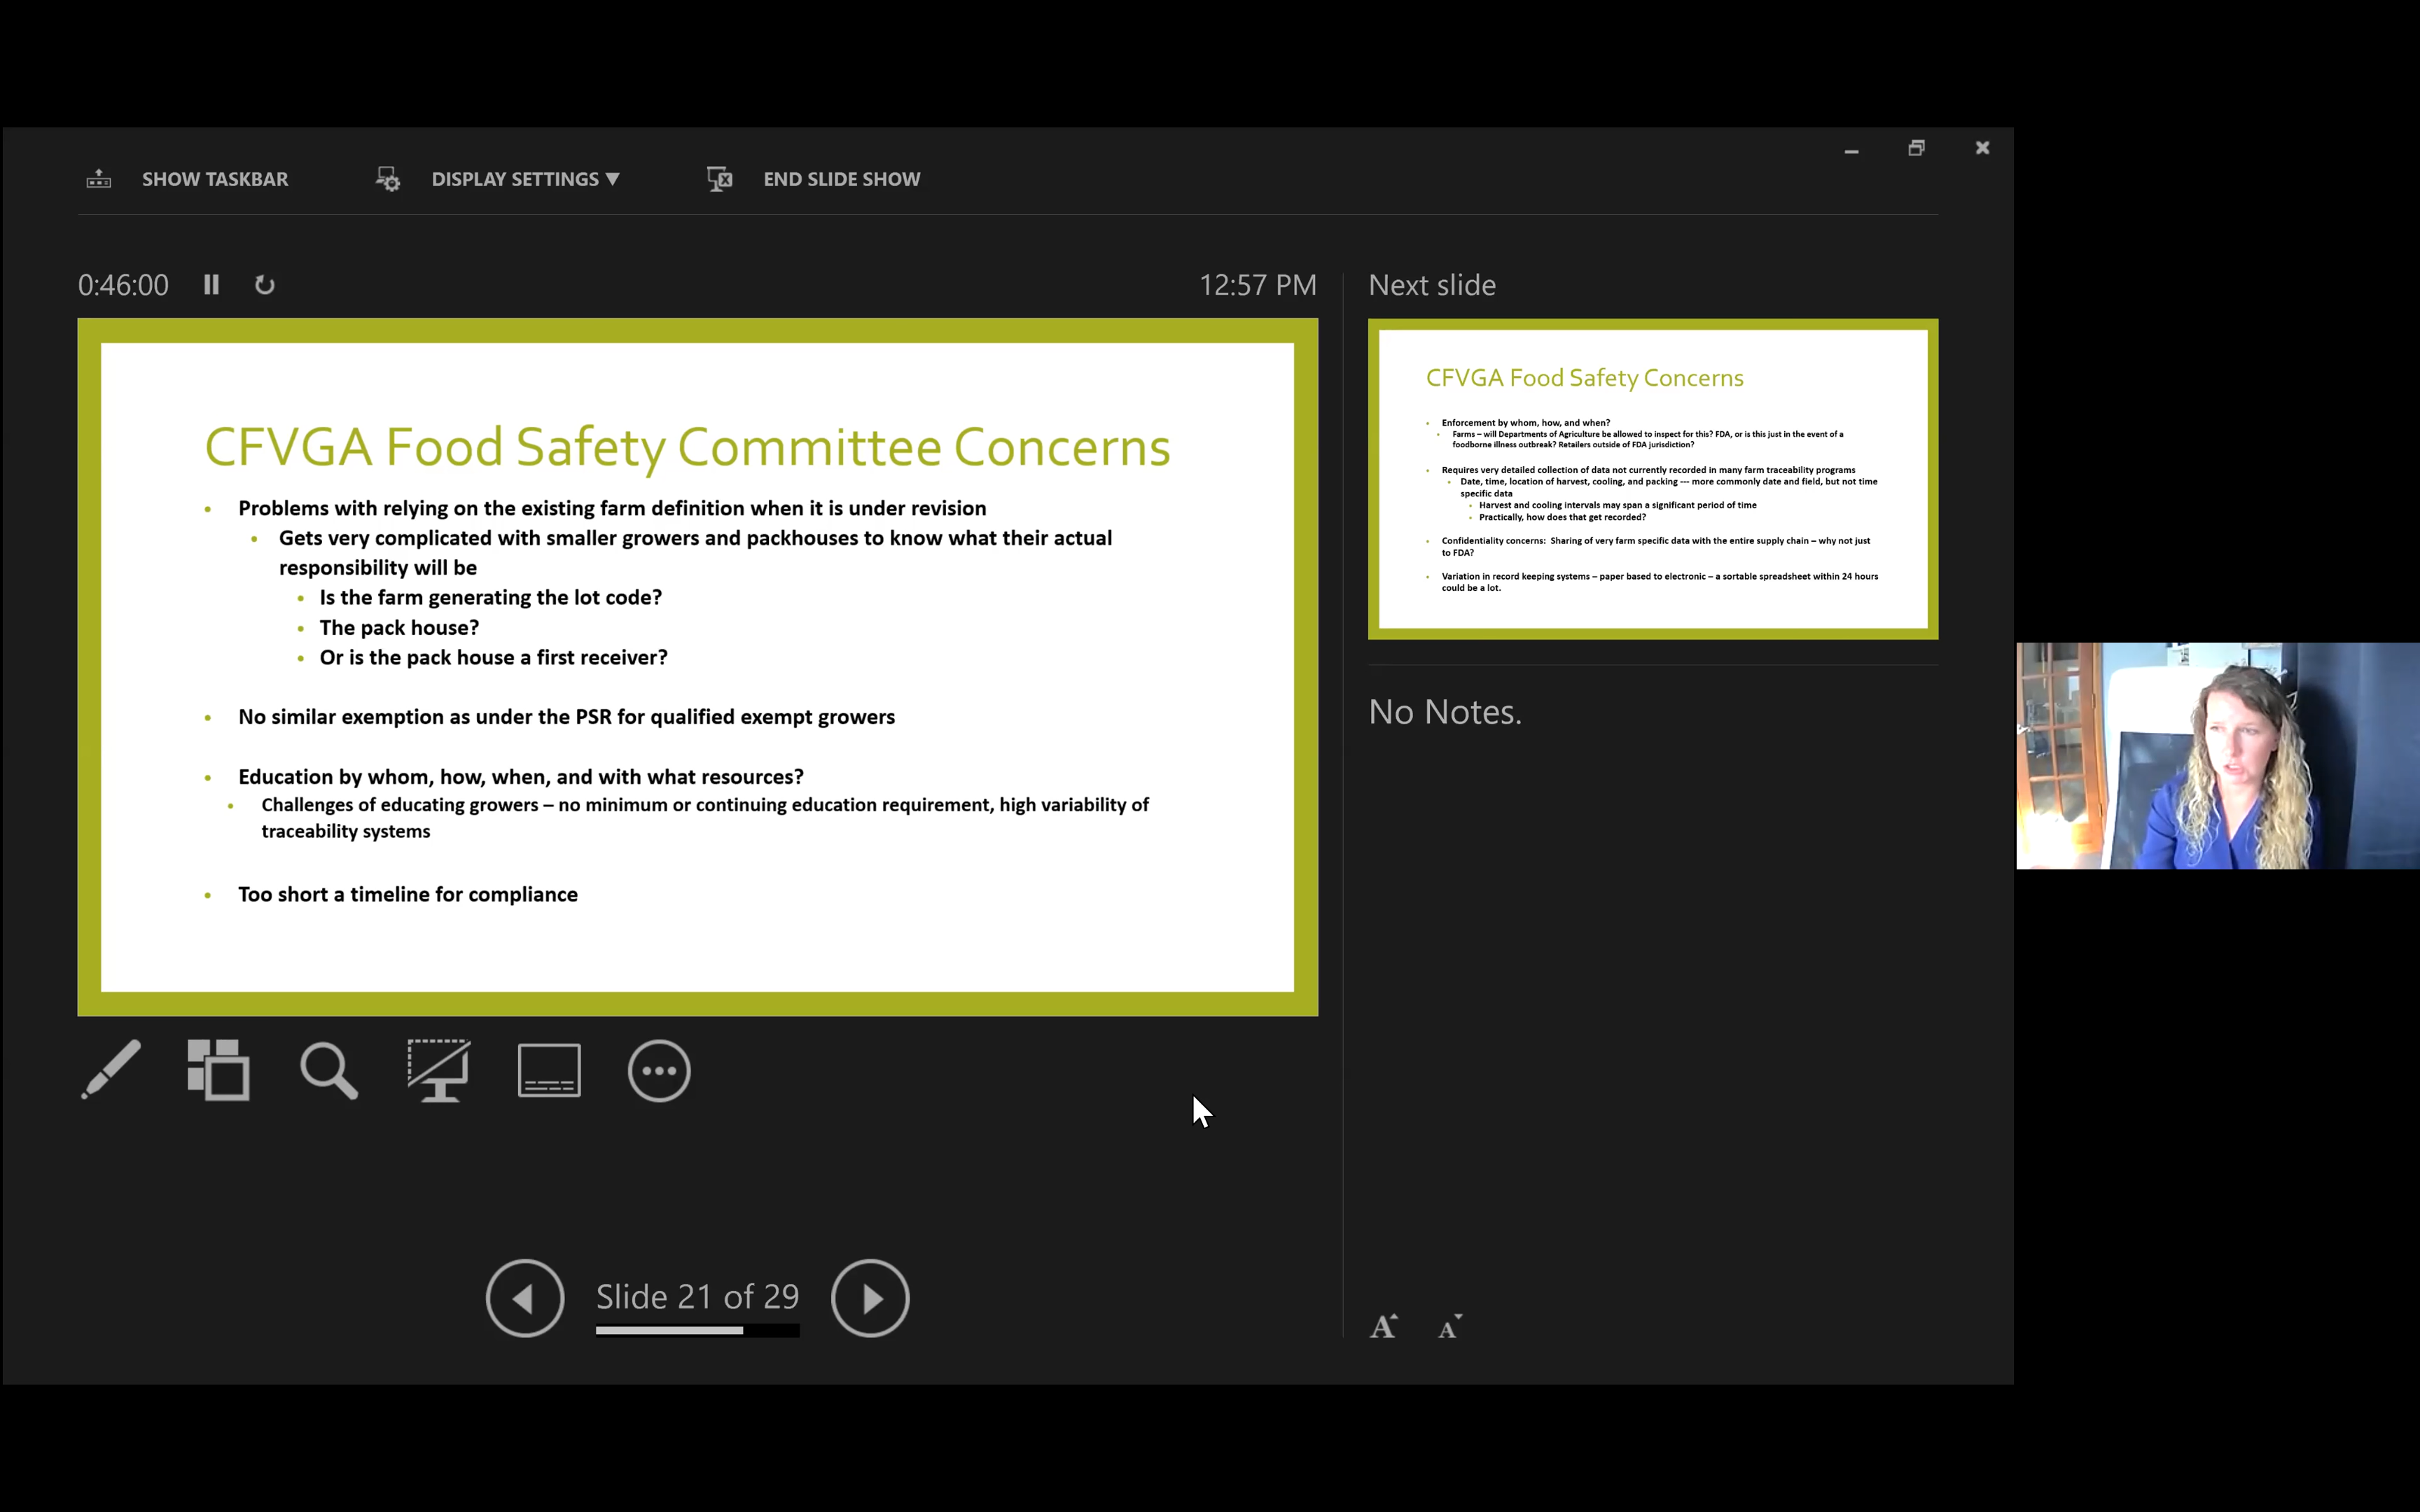 SHOW TASKBAR
DISPLAY SETTINGS ▼
END SLIDE SHOW
0:46:00
12:57 PM
CFVGA Food Safety Committee Concerns
• Problems with relying on the existing farm definition when it is under revision
• Gets very complicated with smaller growers and packhouses to know what their actual
responsibility will be
• Is the farm generating the lot code?
• The pack house?
• Or is the pack house a first receiver?
• No similar exemption as under the PSR for qualified exempt growers
• Education by whom, how, when, and with what resources?
• Challenges of educating growers – no minimum or continuing education requirement, high variability of
traceability systems
• Too short a timeline for compliance
Slide 21 of 29
Next slide
CFVGA Food Safety Concerns
• Enforcement by whom, how, and when?
• Farms – will Departments of Agriculture be allowed to inspect for this? FDA, or is this just in the event of a
foodborne illness outbreak? Retailers outside of FDA jurisdiction?
• Requires very detailed collection of data not currently recorded in many farm traceability programs
• Date, time, location of harvest, cooling, and packing --- more commonly date and field, but not time
specific data
• Harvest and cooling intervals may span a significant period of time
• Practically, how does that get recorded?
• Confidentiality concerns: Sharing of very farm specific data with the entire supply chain – why not just
to FDA?
• Variation in record keeping systems – paper based to electronic – a sortable spreadsheet within 24 hours
could be a lot.
No Notes.
A A